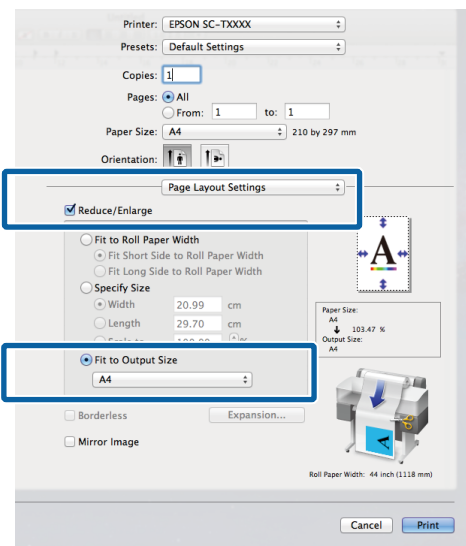 Printer: EPSON SC-TXXXX
Presets: Default Settings
Copies: 1
Pages: All
From: 1 to: 1
Paper Size: A4 210 by 297 mm
Orientation:
Page Layout Settings
Reduce/Enlarge
Fit to Roll Paper Width
Fit Short Side to Roll Paper Width
Fit Long Side to Roll Paper Width
Specify Size
Width 20.99 cm
Length 29.70 cm
Scale to 100.00 %
Fit to Output Size
A4
Borderless Expansion...
Mirror Image
A
Paper Size:
A4
103.47 %
Output Size:
A4
A
Roll Paper Width: 44 inch (1118 mm)
Cancel Print